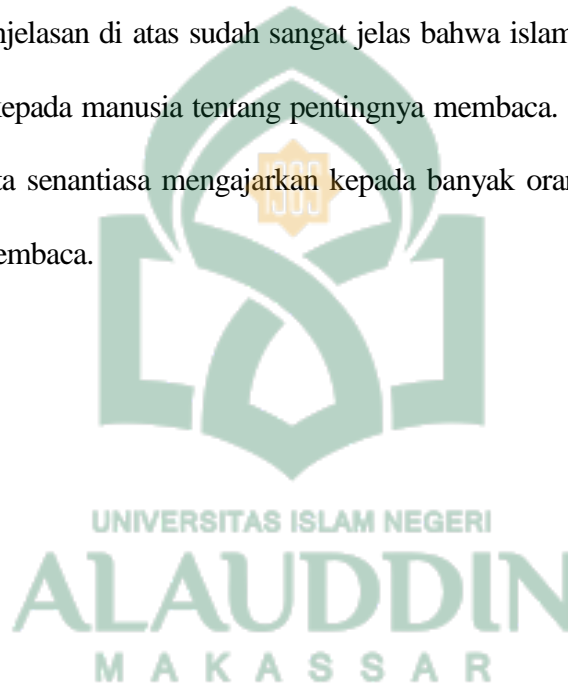 njelasan di atas sudah sangat jelas bahwa islam
kepada manusia tentang pentingnya membaca.
ta senantiasa mengajarkan kepada banyak oran
embaca.
UNIVERSITAS ISLAM NEGERI
ALAUDDIN
MAKASSAR